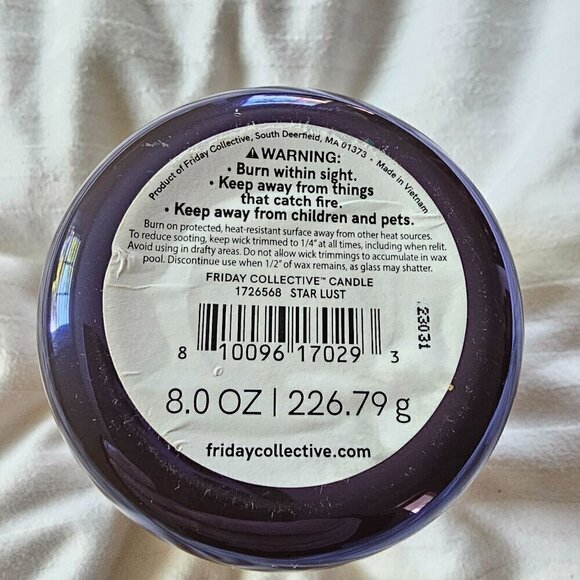 Product of Friday Collective, South Deerfield, MA 01373 • Made in Vietnam
⚠WARNING:
• Burn within sight.
• Keep away from things
that catch fire.
• Keep away from children and pets.
Burn on protected, heat-resistant surface away from other heat sources.
To reduce sooting, keep wick trimmed to 1/4" at all times, including when relit.
Avoid using in drafty areas. Do not allow wick trimmings to accumulate in wax
pool. Discontinue use when 1/2" of wax remains, as glass may shatter.
FRIDAY COLLECTIVE™ CANDLE
1726568 STAR LUST
8 10096 17029 3
23031
8.0 OZ | 226.79 g
fridaycollective.com